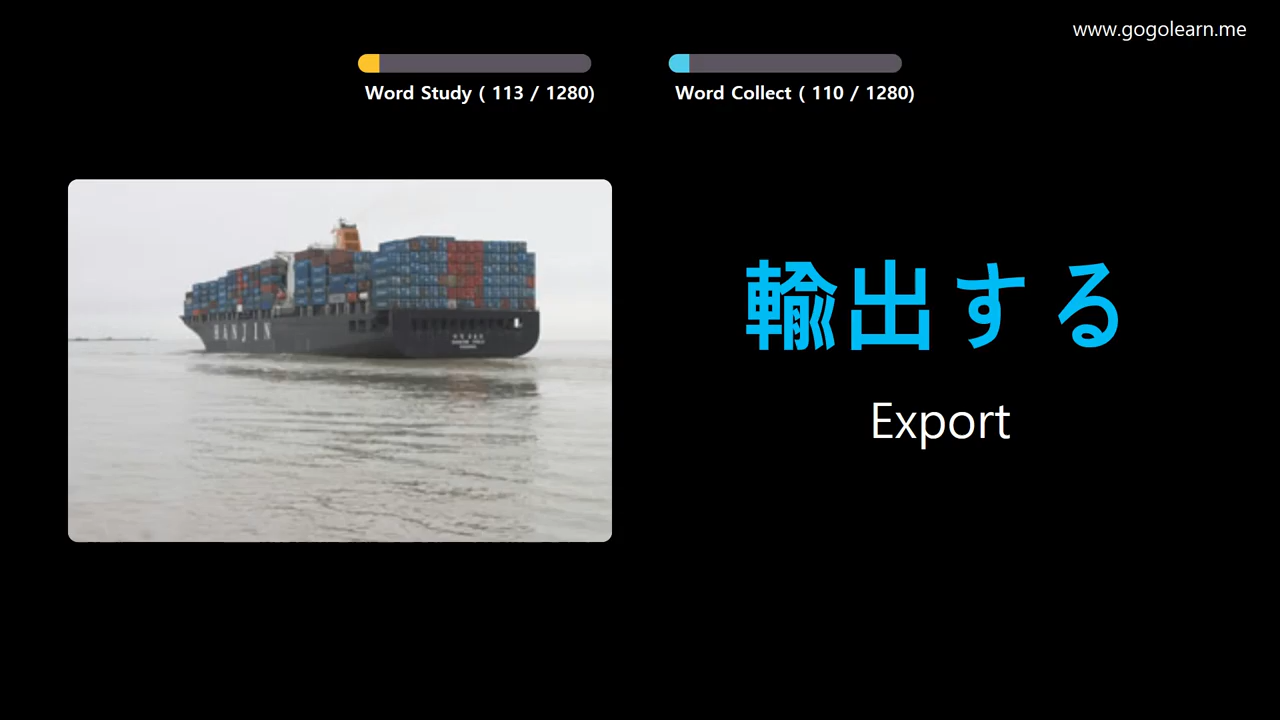 www.gogolearn.me
Word Study ( 113 / 1280)
Word Collect ( 110 / 1280)
HANJIN
輸出する
Export